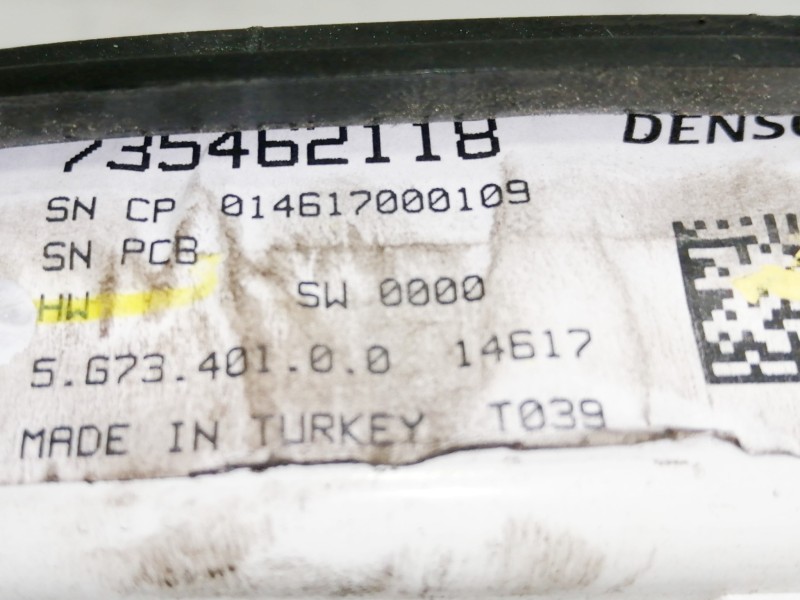 735462118 DENSO
SN CP 014617000109
SN PCB
HW SW 0000
5.G73.401.0.0 14617
MADE IN TURKEY T039